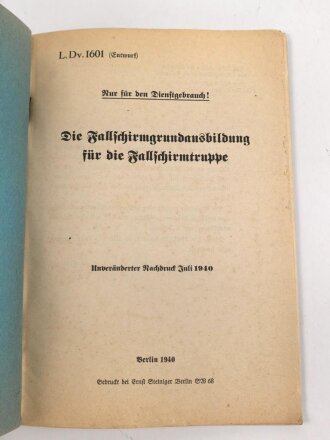 L.Dv. 1601 (Entwurf)
Nur für den Dienstgebrauch!
Die Fallschirmgrundausbildung
für die Fallschirmtruppe
Unveränderter Nachdruck Juli 1940
Berlin 1940
Gedruckt bei Ernst Steiniger Berlin SW 68